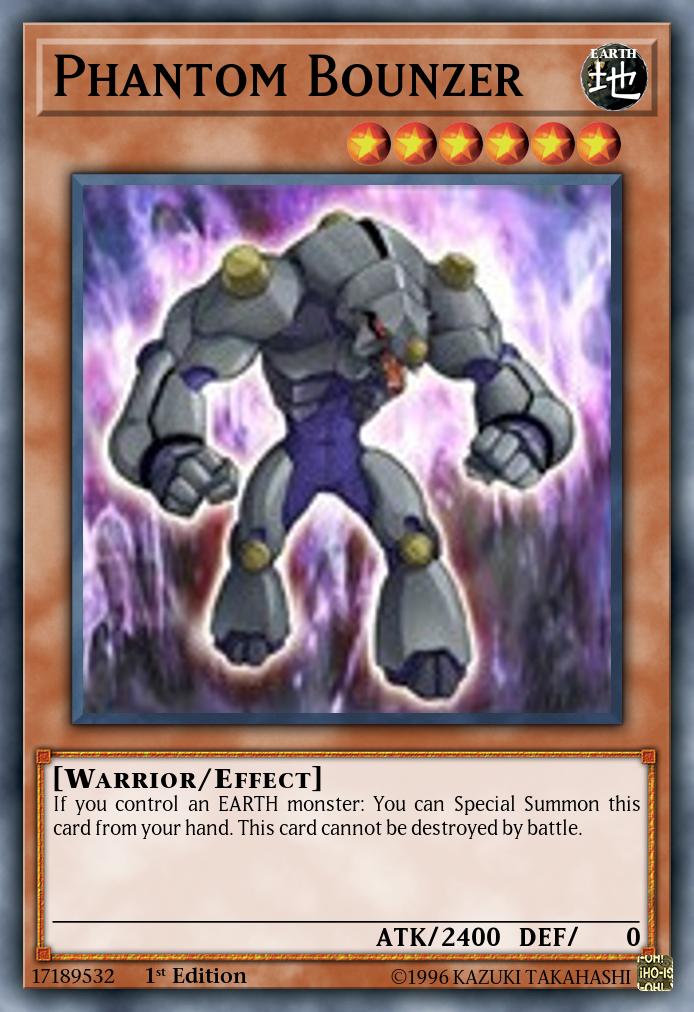 PHANTOM BOUNZER
EARTH
地
[WARRIOR/EFFECT]
If you control an EARTH monster: You can Special Summon this
card from your hand. This card cannot be destroyed by battle.
ATK/2400 DEF/ 0
17189532 1st Edition ©1996 KAZUKI TAKAHASHI